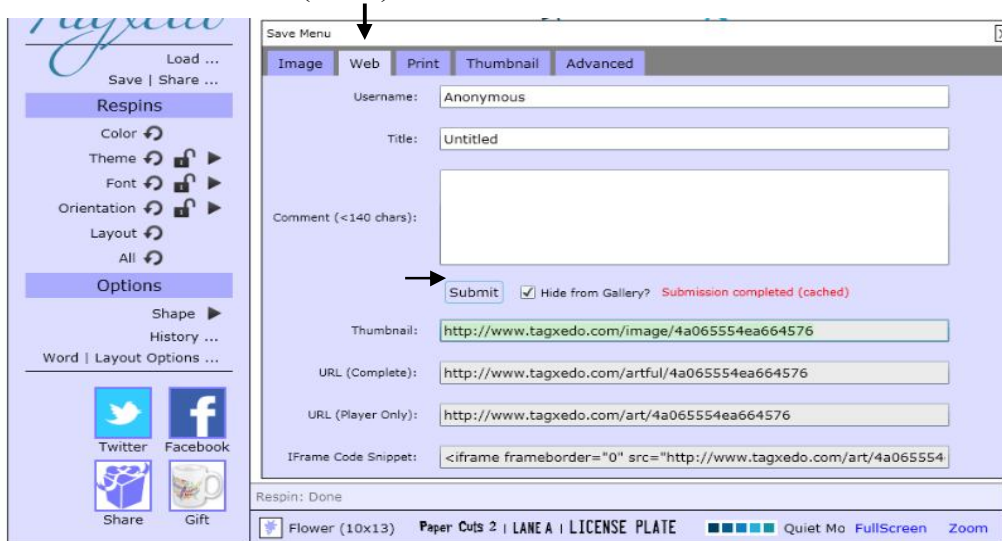 Tagxedo
Load ...
Save | Share ...
Respins
Color
Theme
Font
Orientation
Layout
All
Options
Shape
History ...
Word | Layout Options ...
Twitter Facebook
Share Gift
Save Menu
Image Web Print Thumbnail Advanced
Username: Anonymous
Title: Untitled
Comment (<140 chars):
Submit Hide from Gallery? Submission completed (cached)
Thumbnail: http://www.tagxedo.com/image/4a065554ea664576
URL (Complete): http://www.tagxedo.com/artful/4a065554ea664576
URL (Player Only): http://www.tagxedo.com/art/4a065554ea664576
IFrame Code Snippet: <iframe frameborder="0" src="http://www.tagxedo.com/art/4a065554
Respin: Done
Flower (10x13) Paper Cuts 2 | LANE A | LICENSE PLATE Quiet Mo FullScreen Zoom